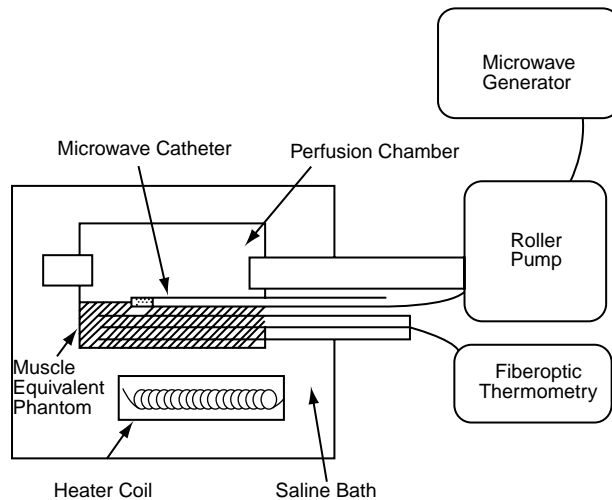 Microwave
Generator
Microwave Catheter
Perfusion Chamber
Roller
Pump
Muscle
Equivalent
Phantom
Fiberoptic
Thermometry
Heater Coil
Saline Bath